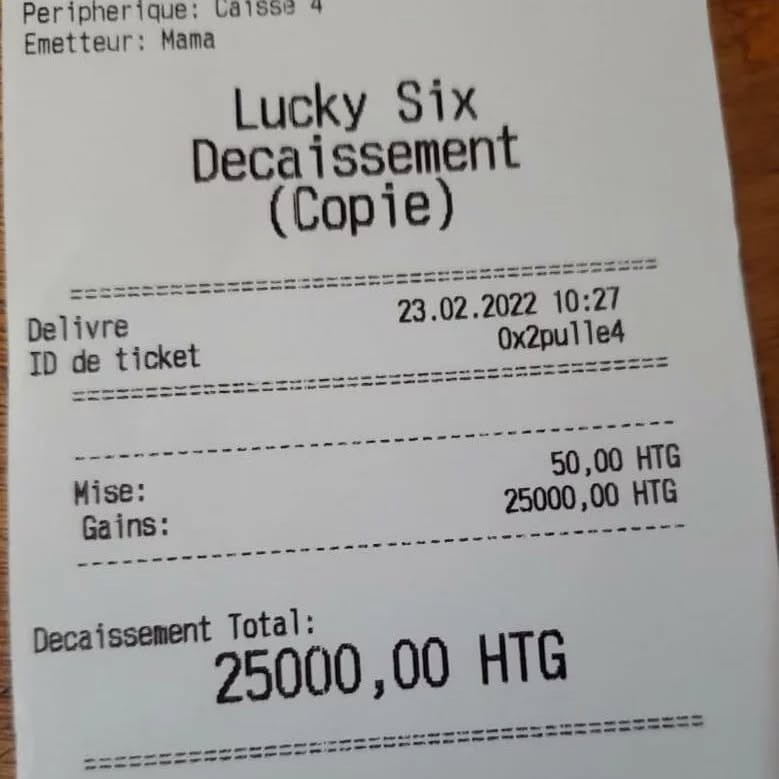 Peripherique: Caisse 4
Emetteur: Mama
Lucky Six
Decaissement
(Copie)
Delivre 23.02.2022 10:27
ID de ticket 0x2pulle4
Mise: 50,00 HTG
Gains: 25000,00 HTG
Decaissement Total:
25000,00 HTG